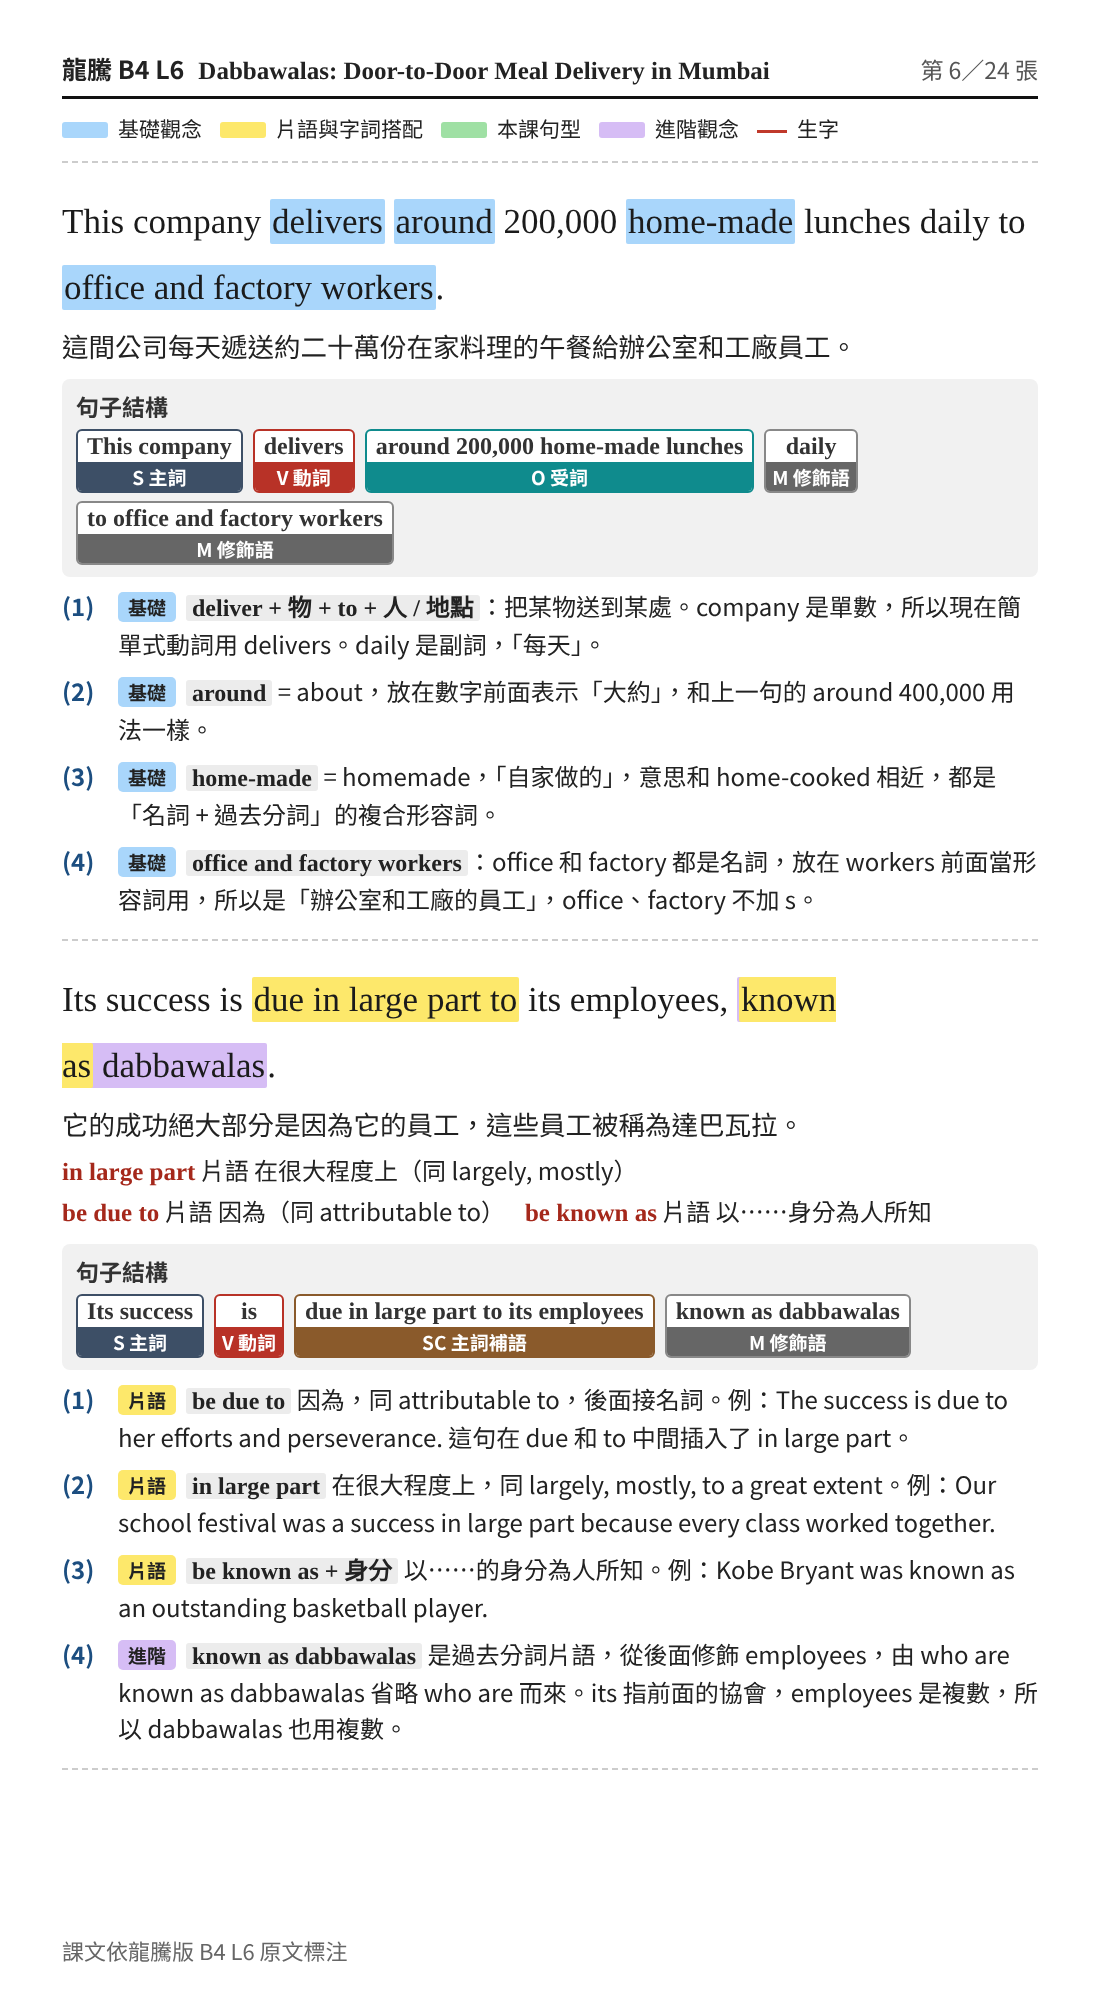 龍騰 B4 L6 Dabbawalas: Door-to-Door Meal Delivery in Mumbai 第 6／24 張
基礎觀念 片語與字詞搭配 本課句型 進階觀念 生字
This company delivers around 200,000 home-made lunches daily to
office and factory workers.
這間公司每天遞送約二十萬份在家料理的午餐給辦公室和工廠員工。
句子結構
This company delivers around 200,000 home-made lunches daily
S 主詞 V 動詞 O 受詞 M 修飾語
to office and factory workers
M 修飾語
(1) 基礎 deliver + 物 + to + 人 / 地點：把某物送到某處。company 是單數，所以現在簡
單式動詞用 delivers。daily 是副詞，「每天」。
(2) 基礎 around = about，放在數字前面表示「大約」，和上一句的 around 400,000 用
法一樣。
(3) 基礎 home-made = homemade，「自家做的」，意思和 home-cooked 相近，都是
「名詞 + 過去分詞」的複合形容詞。
(4) 基礎 office and factory workers：office 和 factory 都是名詞，放在 workers 前面當形
容詞用，所以是「辦公室和工廠的員工」，office、factory 不加 s。
Its success is due in large part to its employees, known
as dabbawalas.
它的成功絕大部分是因為它的員工，這些員工被稱為達巴瓦拉。
in large part 片語 在很大程度上（同 largely, mostly）
be due to 片語 因為（同 attributable to） be known as 片語 以⋯⋯身分為人所知
句子結構
Its success is due in large part to its employees known as dabbawalas
S 主詞 V 動詞 SC 主詞補語 M 修飾語
(1) 片語 be due to 因為，同 attributable to，後面接名詞。例：The success is due to
her efforts and perseverance. 這句在 due 和 to 中間插入了 in large part。
(2) 片語 in large part 在很大程度上，同 largely, mostly, to a great extent。例：Our
school festival was a success in large part because every class worked together.
(3) 片語 be known as + 身分 以⋯⋯的身分為人所知。例：Kobe Bryant was known as
an outstanding basketball player.
(4) 進階 known as dabbawalas 是過去分詞片語，從後面修飾 employees，由 who are
known as dabbawalas 省略 who are 而來。its 指前面的協會，employees 是複數，所
以 dabbawalas 也用複數。
課文依龍騰版 B4 L6 原文標注